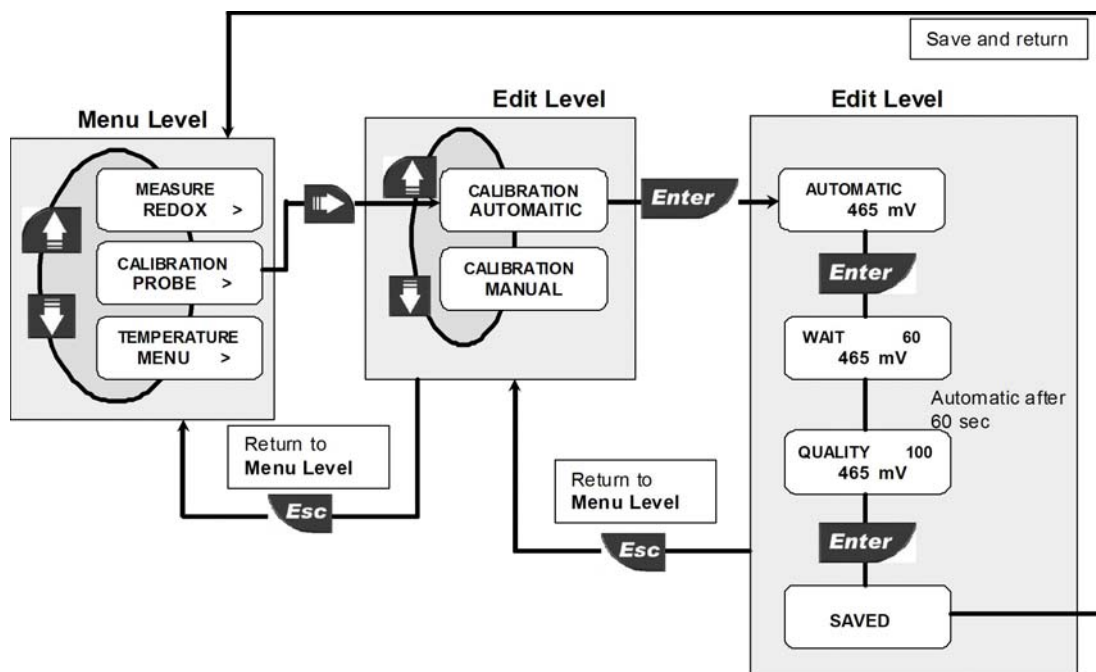 Save and return
Menu Level
MEASURE
REDOX >
CALIBRATION
PROBE >
TEMPERATURE
MENU >
Return to
Menu Level
Esc
Edit Level
CALIBRATION
AUTOMAITIC
CALIBRATION
MANUAL
Enter
Return to
Menu Level
Esc
Edit Level
AUTOMATIC
465 mV
Enter
WAIT 60
465 mV
Automatic after
60 sec
QUALITY 100
465 mV
Enter
SAVED